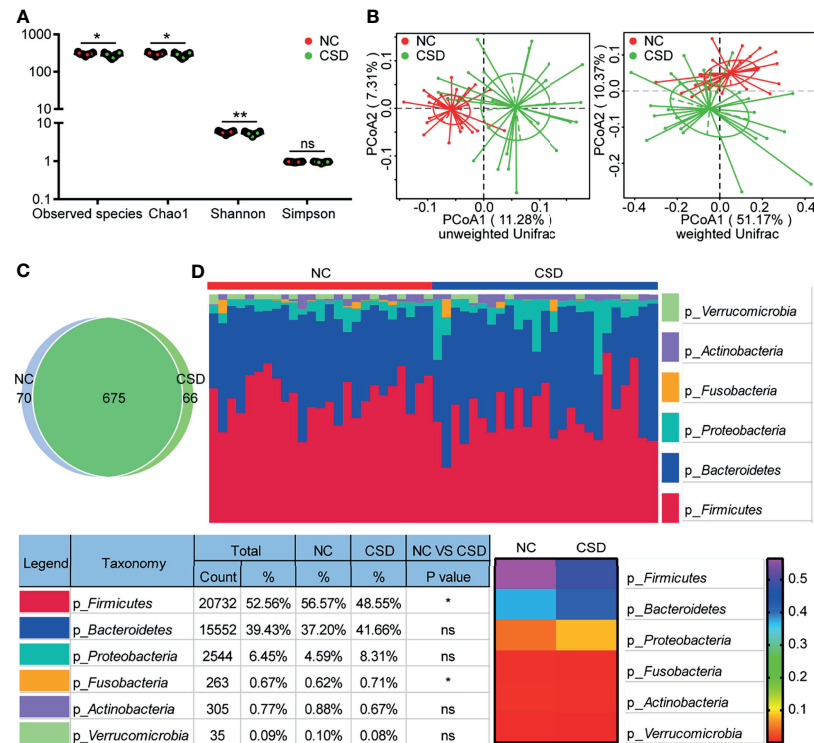 A
1000
100
10
10
1
0.1
*
*
**
ns
NC
CSD
Observed species
Chao1
Shannon
Simpson
B
NC
CSD
PCoA2 ( 7.31%)
0.1
0.0
-0.1
-0.1
0.0
0.1
PCoA1 ( 11.28%)
unweighted Unifrac
NC
CSD
PCoA2 ( 10.37%)
0.1
0.0
-0.1
-0.2
-0.4
-0.2
0.0
0.2
0.4
PCoA1 ( 51.17%)
weighted Unifrac
C
NC
70
675
CSD
66
D
NC
CSD
p_Verrucomicrobia
p_Actinobacteria
p_Fusobacteria
p_Proteobacteria
p_Bacteroidetes
p_Firmicutes
Legend Taxonomy Total NC CSD NC VS CSD
Count % % % P value
p_Firmicutes 20732 52.56% 56.57% 48.55% *
p_Bacteroidetes 15552 39.43% 37.20% 41.66% ns
p_Proteobacteria 2544 6.45% 4.59% 8.31% ns
p_Fusobacteria 263 0.67% 0.62% 0.71% *
p_Actinobacteria 305 0.77% 0.88% 0.67% ns
p_Verrucomicrobia 35 0.09% 0.10% 0.08% ns
NC CSD
p_Firmicutes
p_Bacteroidetes
p_Proteobacteria
p_Fusobacteria
p_Actinobacteria
p_Verrucomicrobia
0.5
0.4
0.3
0.2
0.1